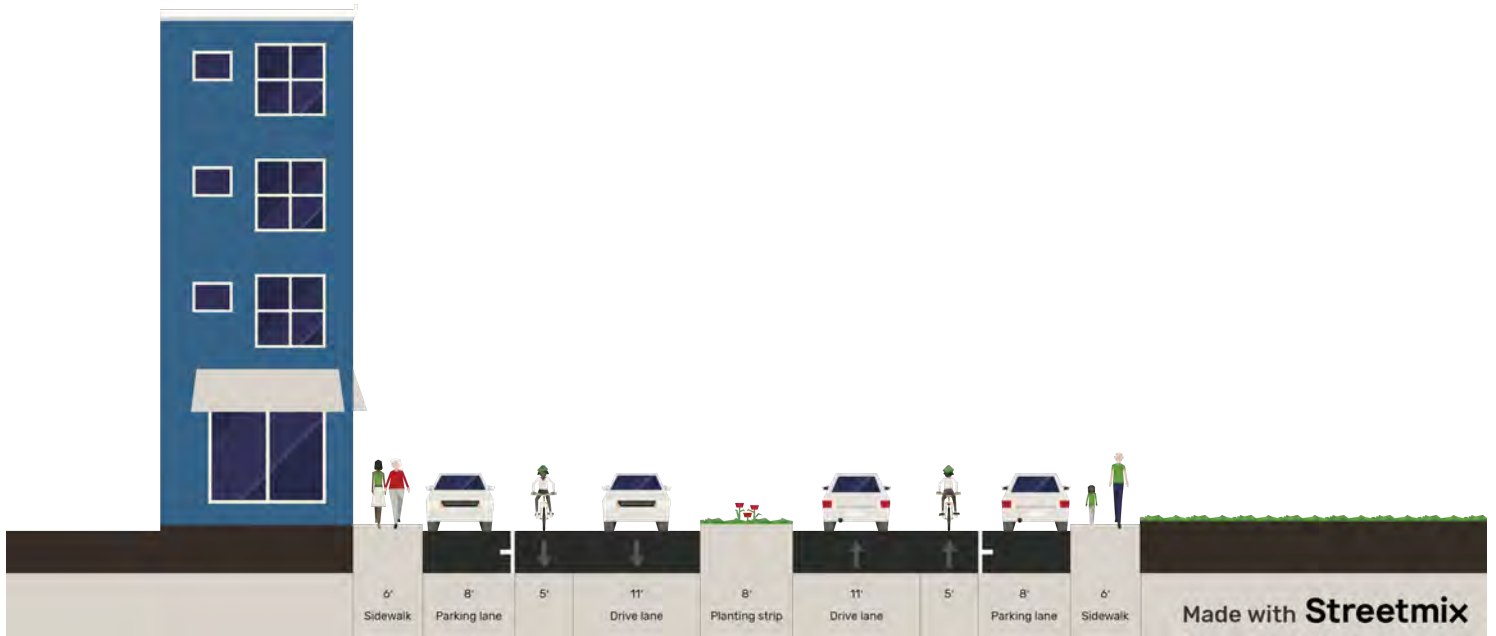 6' 8' 5' 11' 8' 11' 5' 8' 6'
Sidewalk Parking lane Drive lane Planting strip Drive lane Parking lane Sidewalk
Made with Streetmix